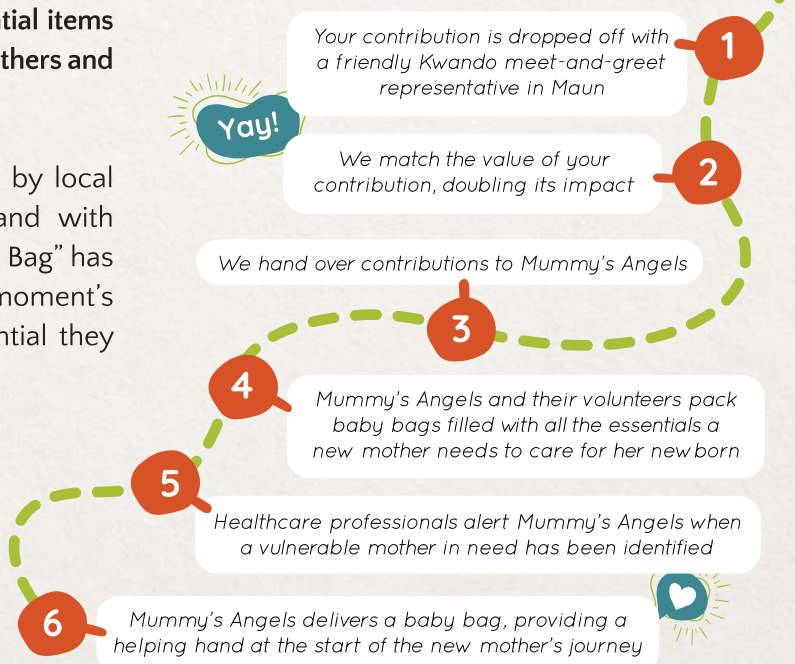 tial items
thers and
by local
and with
Bag” has
moment's
ntial they
1
Your contribution is dropped off with
a friendly Kwando meet-and-greet
representative in Maun
Yay!
2
We match the value of your
contribution, doubling its impact
We hand over contributions to Mummy's Angels
3
4
Mummy's Angels and their volunteers pack
baby bags filled with all the essentials a
new mother needs to care for her newborn
5
Healthcare professionals alert Mummy's Angels when
a vulnerable mother in need has been identified
6
Mummy's Angels delivers a baby bag, providing a
helping hand at the start of the new mother's journey